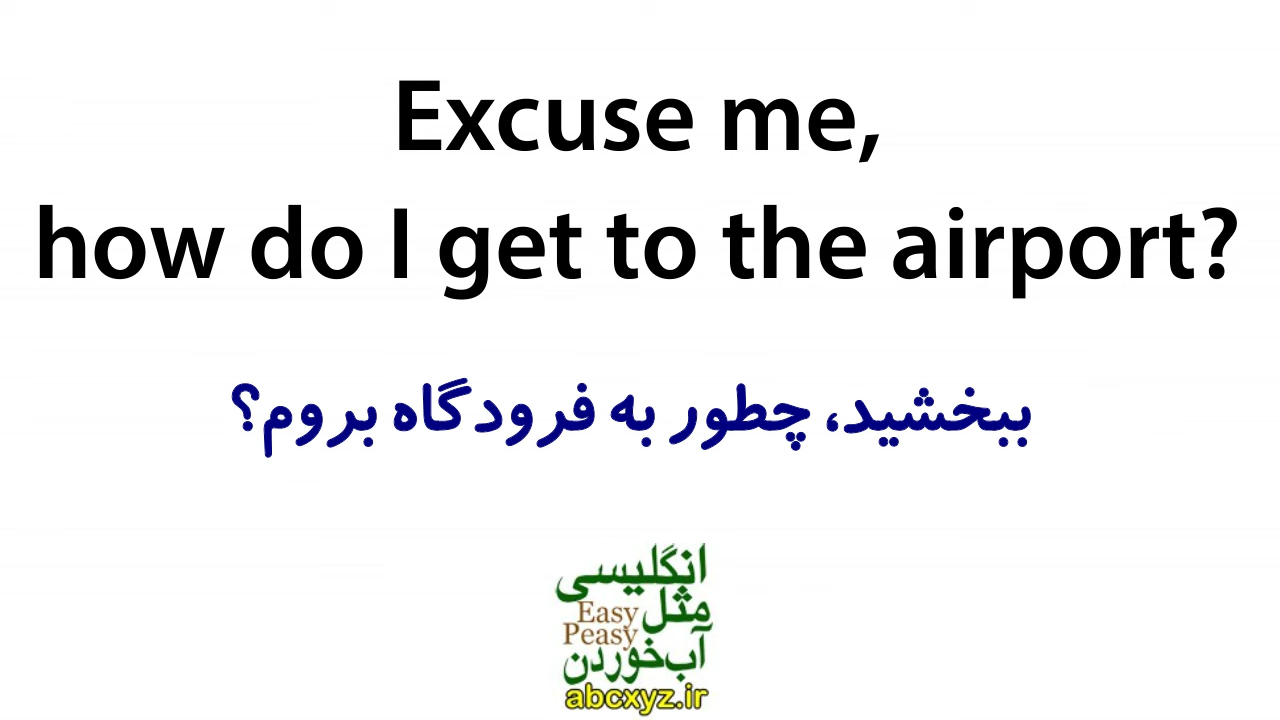 Excuse me,
how do I get to the airport?
ببخشید، چطور به فرودگاه بروم؟
انگلیسی
مثل
Easy
Peasy
آب‌خوردن
abcxyz.ir